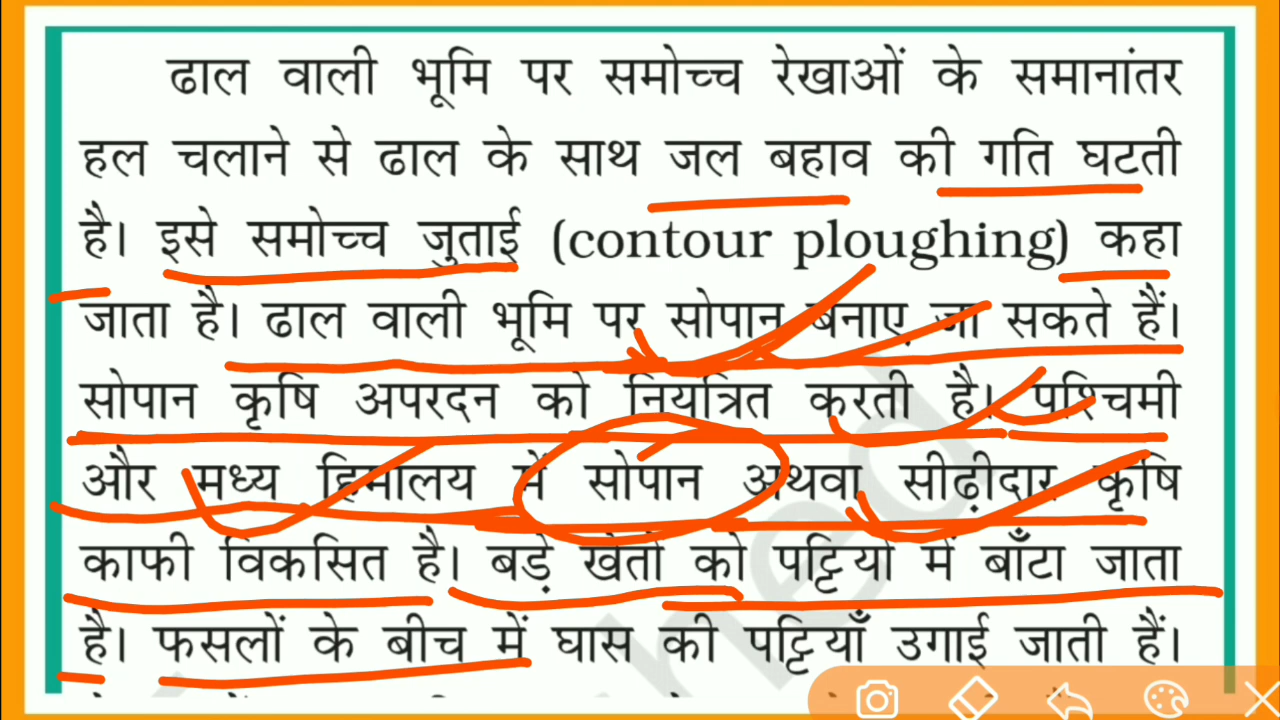 ढाल वाली भूमि पर समोच्च रेखाओं के समानांतर
हल चलाने से ढाल के साथ जल बहाव की गति घटती
है। इसे समोच्च जुताई (contour ploughing) कहा
जाता है। ढाल वाली भूमि पर सोपान बनाए जा सकते हैं।
सोपान कृषि अपरदन को नियंत्रित करती है। पश्चिमी
और मध्य हिमालय में सोपान अथवा सीढ़ीदार कृषि
काफी विकसित है। बड़े खेतों को पट्टियों में बाँटा जाता
है। फसलों के बीच में घास की पट्टियाँ उगाई जाती हैं।